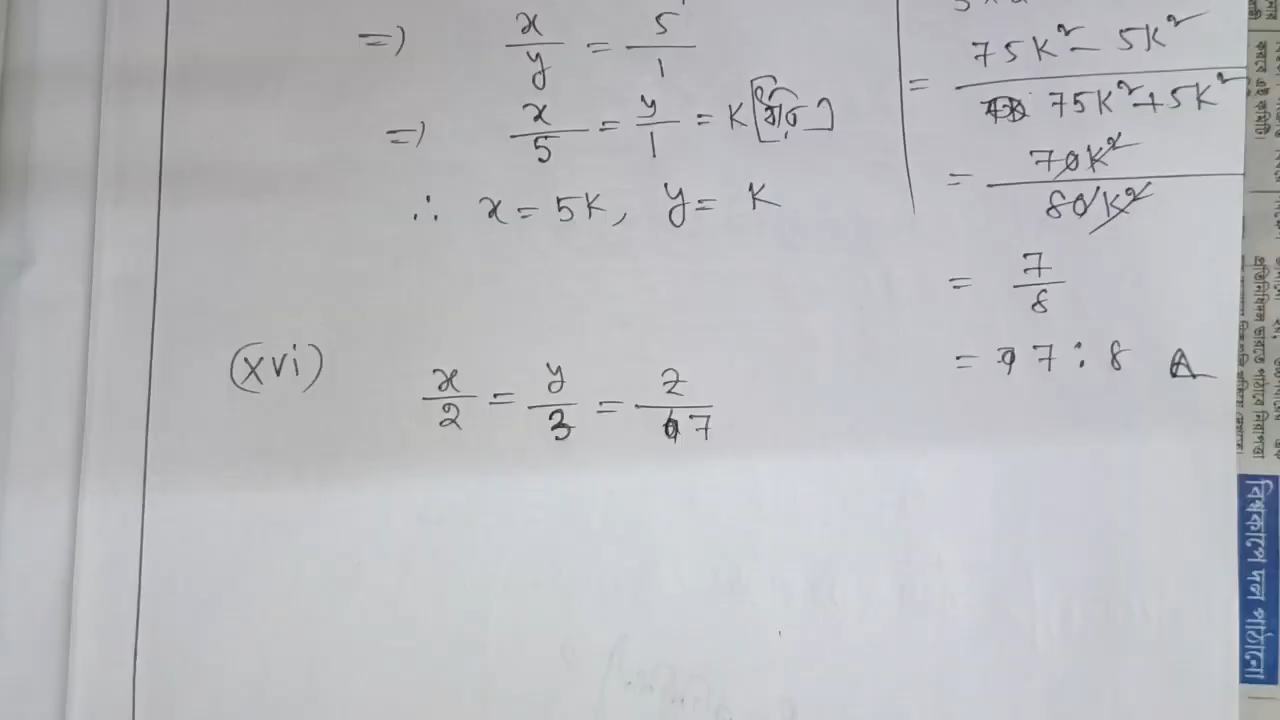 =) x/y = 5/1
=) x/5 = y/1 = K [ধরি]
∴ x = 5K, y = K
= 75K² - 5K² / 75K² + 5K²
= 70K² / 80K²
= 7/8
= 7 : 8
(xvi) x/2 = y/3 = z/7
বিশ্বকাপে দল পাঠানো